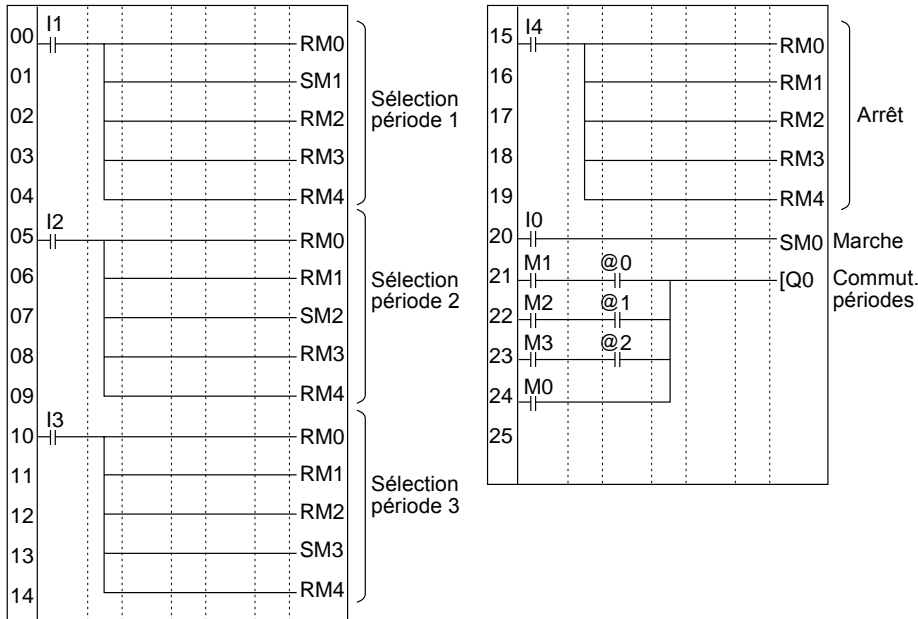 I1
00 RM0
01 SM1
02 RM2
03 RM3
04 RM4
Sélection
période 1
I2
05 RM0
06 RM1
07 SM2
08 RM3
09 RM4
Sélection
période 2
I3
10 RM0
11 RM1
12 RM2
13 SM3
14 RM4
Sélection
période 3
I4
15 RM0
16 RM1
17 RM2
18 RM3
19 RM4
Arrêt
I0
20 SM0 Marche
M1 @0
21 [Q0 Commut.
périodes
M2 @1
22
M3 @2
23
M0
24
25